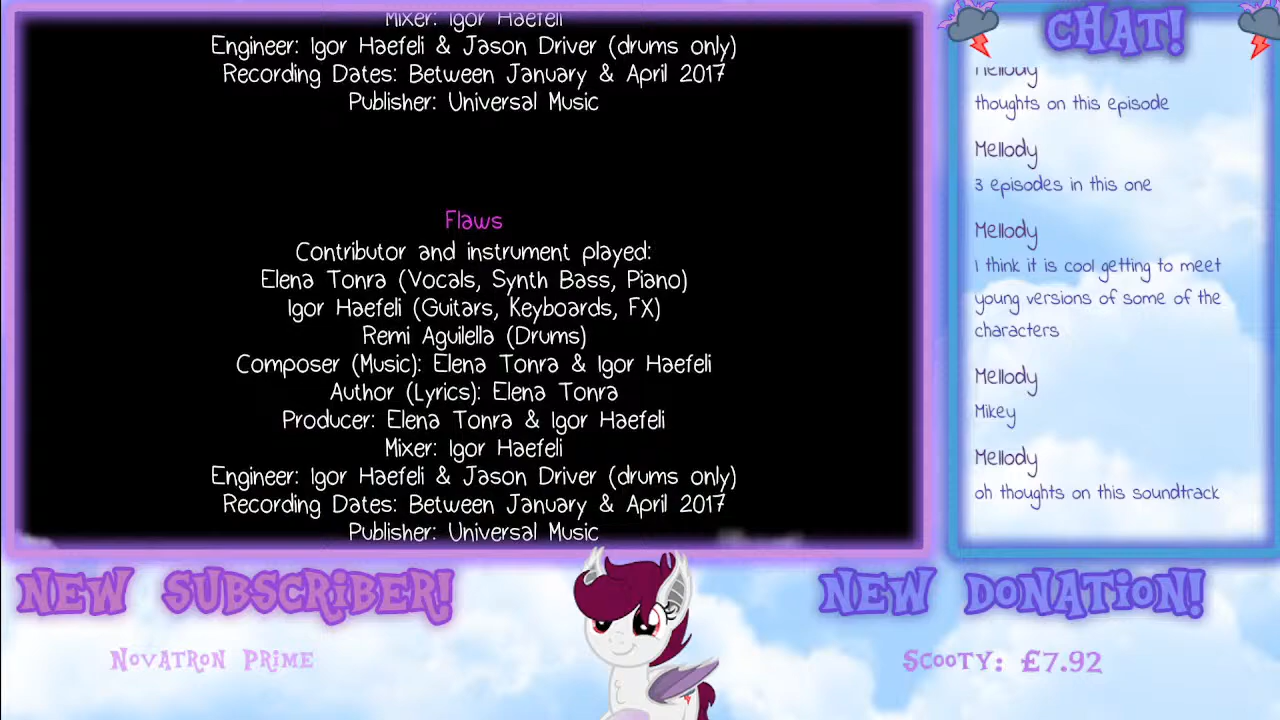 Mixer: Igor Haefeli
Engineer: Igor Haefeli & Jason Driver (drums only)
Recording Dates: Between January & April 2017
Publisher: Universal Music
Flaws
Contributor and instrument played:
Elena Tonra (Vocals, Synth Bass, Piano)
Igor Haefeli (Guitars, Keyboards, FX)
Remi Aguilella (Drums)
Composer (Music): Elena Tonra & Igor Haefeli
Author (Lyrics): Elena Tonra
Producer: Elena Tonra & Igor Haefeli
Mixer: Igor Haefeli
Engineer: Igor Haefeli & Jason Driver (drums only)
Recording Dates: Between January & April 2017
Publisher: Universal Music
CHAT!
Mellody
thoughts on this episode
Mellody
3 episodes in this one
Mellody
I think it is cool getting to meet
young versions of some of the
characters
Mellody
Mikey
Mellody
oh thoughts on this soundtrack
NEW SUBSCRIBER!
NOVATRON PRIME
NEW DONATION!
SCOOTY: £7.92